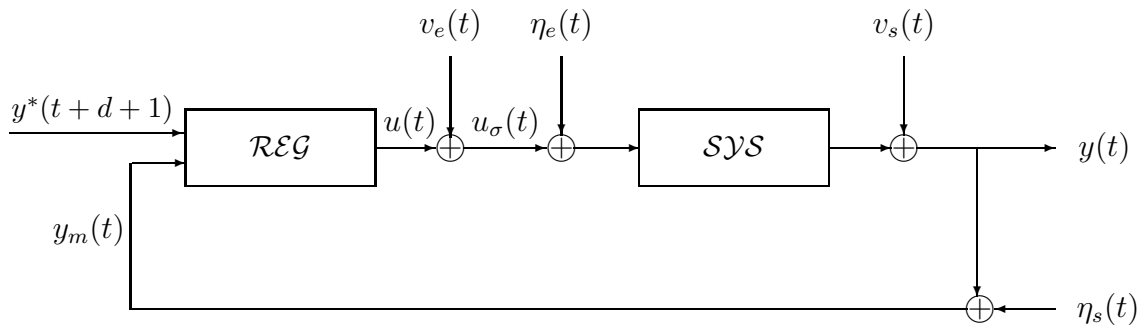 v_e(t) η_e(t) v_s(t)
y*(t + d + 1)
REG
u(t)
u_σ(t)
SYS
y(t)
y_m(t)
η_s(t)